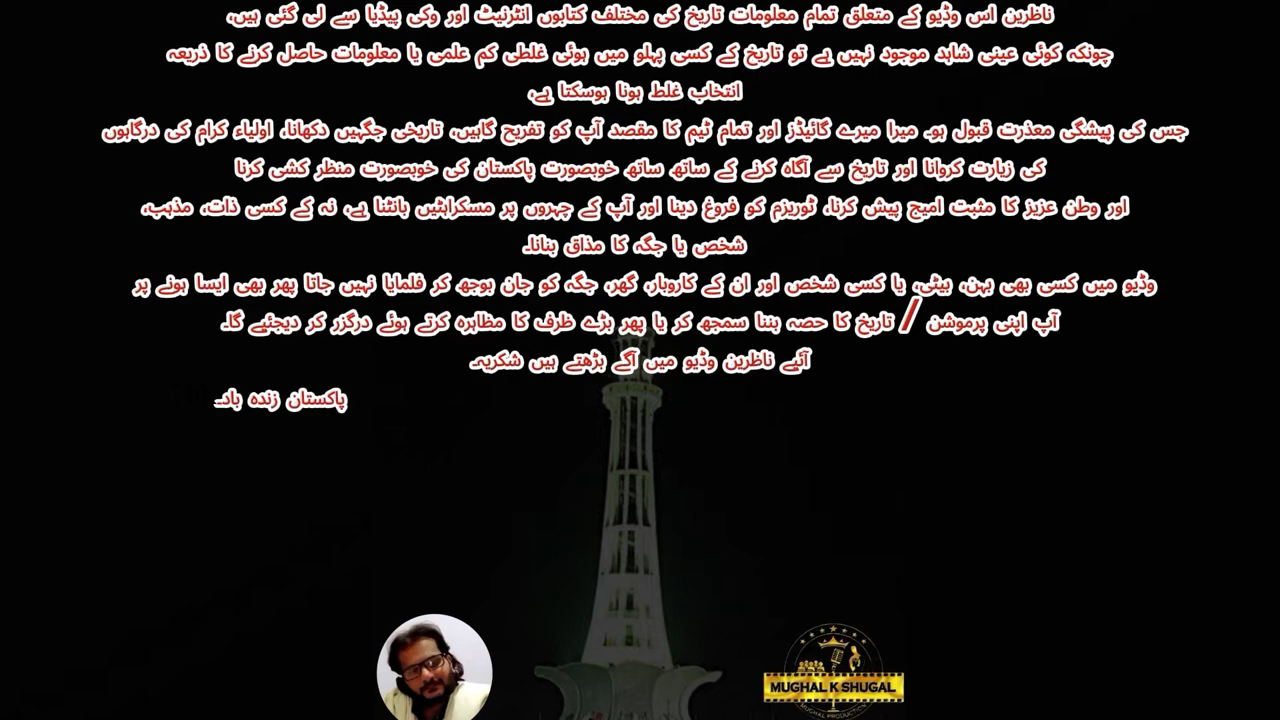 ناظرین اس وڈیو کے متعلق تمام معلومات تاریخ کی مختلف کتابوں انٹرنیٹ اور وکی پیڈیا سے لی گئی ہیں،
چونکہ کوئی عینی شاہد موجود نہیں ہے تو تاریخ کے کسی پہلو میں ہوئی غلطی کم علمی یا معلومات حاصل کرنے کا ذریعہ
انتخاب غلط ہونا ہوسکتا ہے،
جس کی پیشگی معذرت قبول ہو۔ میرا میرے گائیڈز اور تمام ٹیم کا مقصد آپ کو تفریح گاہیں، تاریخی جگہیں دکھانا، اولیاء کرام کی درگاہوں
کی زیارت کروانا اور تاریخ سے آگاہ کرنے کے ساتھ ساتھ خوبصورت پاکستان کی خوبصورت منظر کشی کرنا
اور وطن عزیز کا مثبت امیج پیش کرنا، ٹوریزم کو فروغ دینا اور آپ کے چہروں پر مسکراہٹیں بانٹنا ہے، نہ کے کسی ذات، مذہب،
شخص یا جگہ کا مذاق بنانا۔
وڈیو میں کسی بھی بہن، بیٹی، یا کسی شخص اور ان کے کاروبار، گھر، جگہ کو جان بوجھ کر فلمایا نہیں جاتا پھر بھی ایسا ہونے پر
آپ اپنی پرموشن / تاریخ کا حصہ بننا سمجھ کر یا پھر بڑے ظرف کا مظاہرہ کرتے ہوئے درگزر کر دیجئیے گا۔
آئیے ناظرین وڈیو میں آگے بڑھتے ہیں شکریہ۔
پاکستان زندہ باد۔
MUGHAL K SHUGAL
MUGHAL PRODUCTION